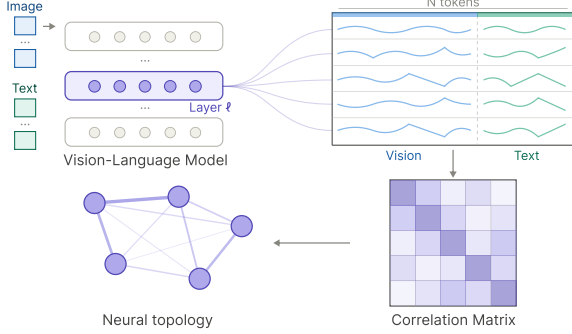 Image
...
...
Text
...
...
Layer ℓ
Vision-Language Model
N tokens
Vision
Text
Neural topology
Correlation Matrix